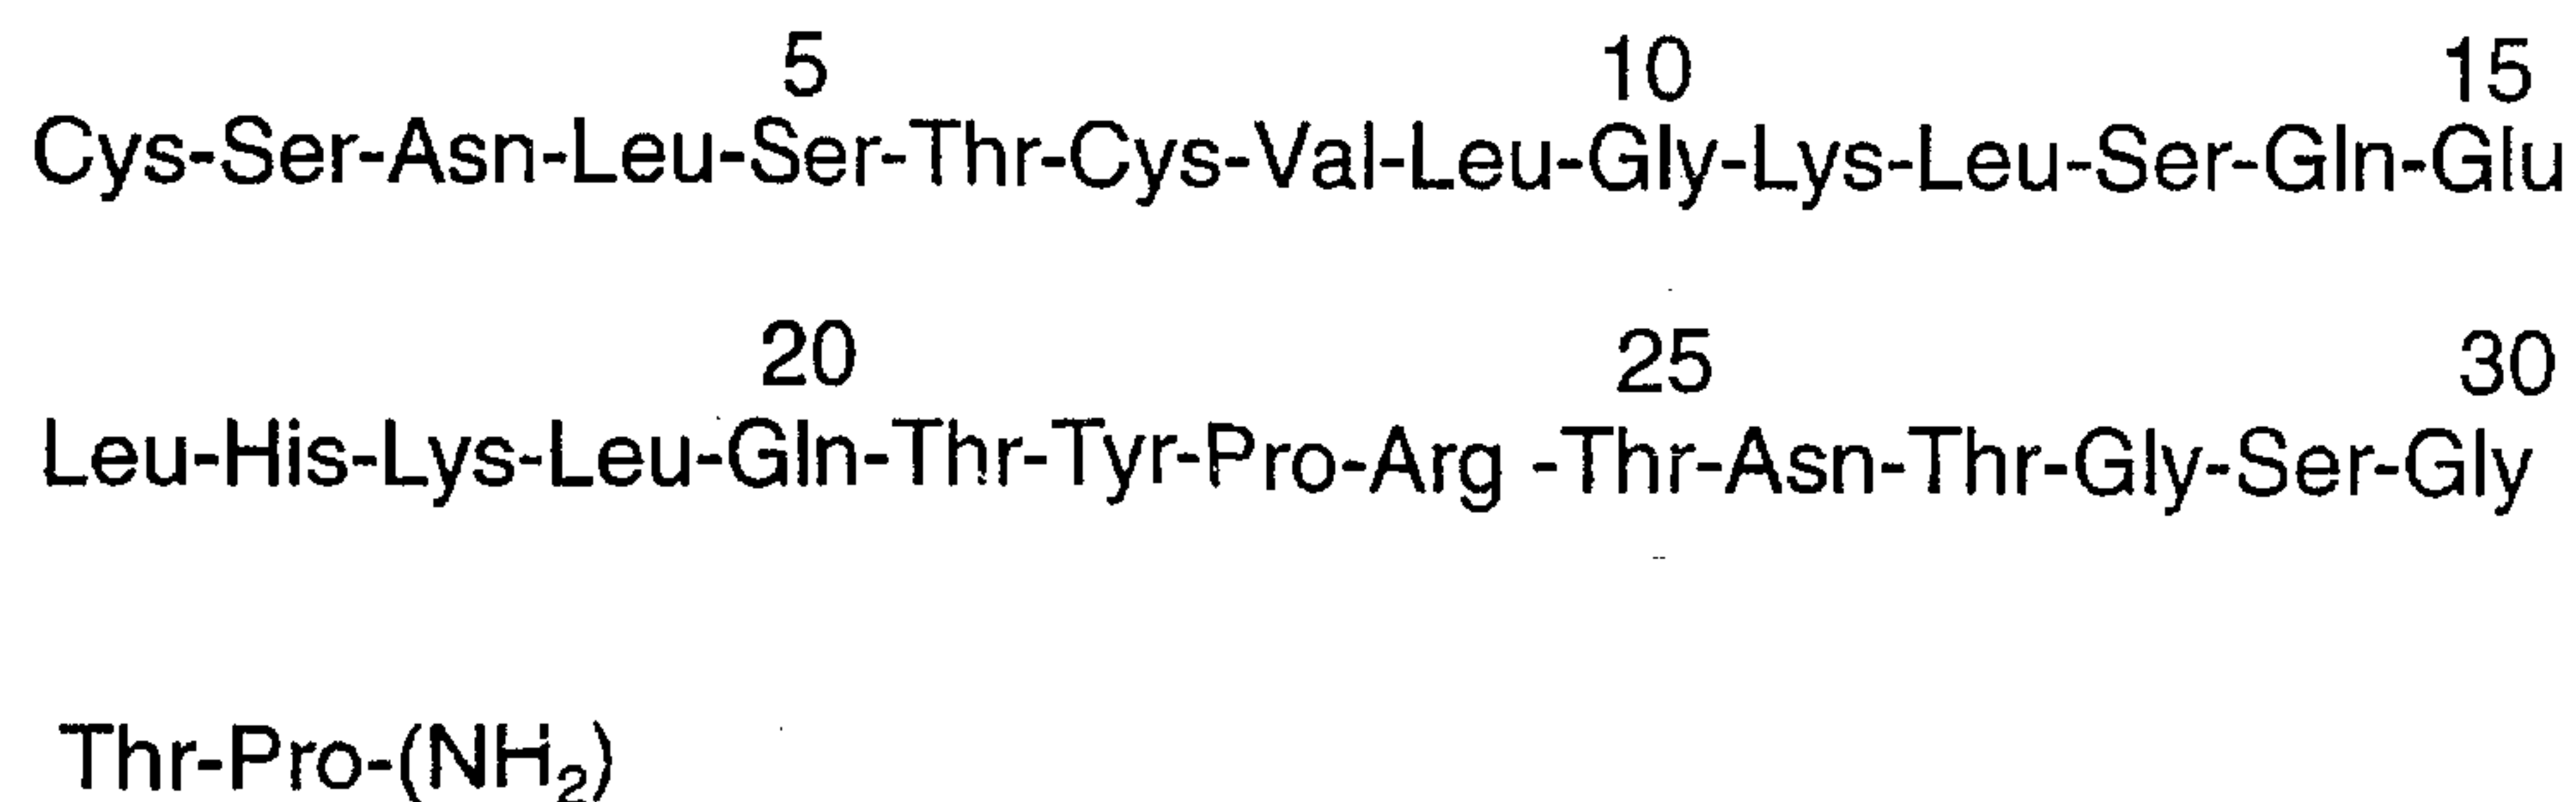 5 10 15
Cys-Ser-Asn-Leu-Ser-Thr-Cys-Val-Leu-Gly-Lys-Leu-Ser-Gln-Glu
20 25 30
Leu-His-Lys-Leu-Gln-Thr-Tyr-Pro-Arg -Thr-Asn-Thr-Gly-Ser-Gly
Thr-Pro-(NH₂)